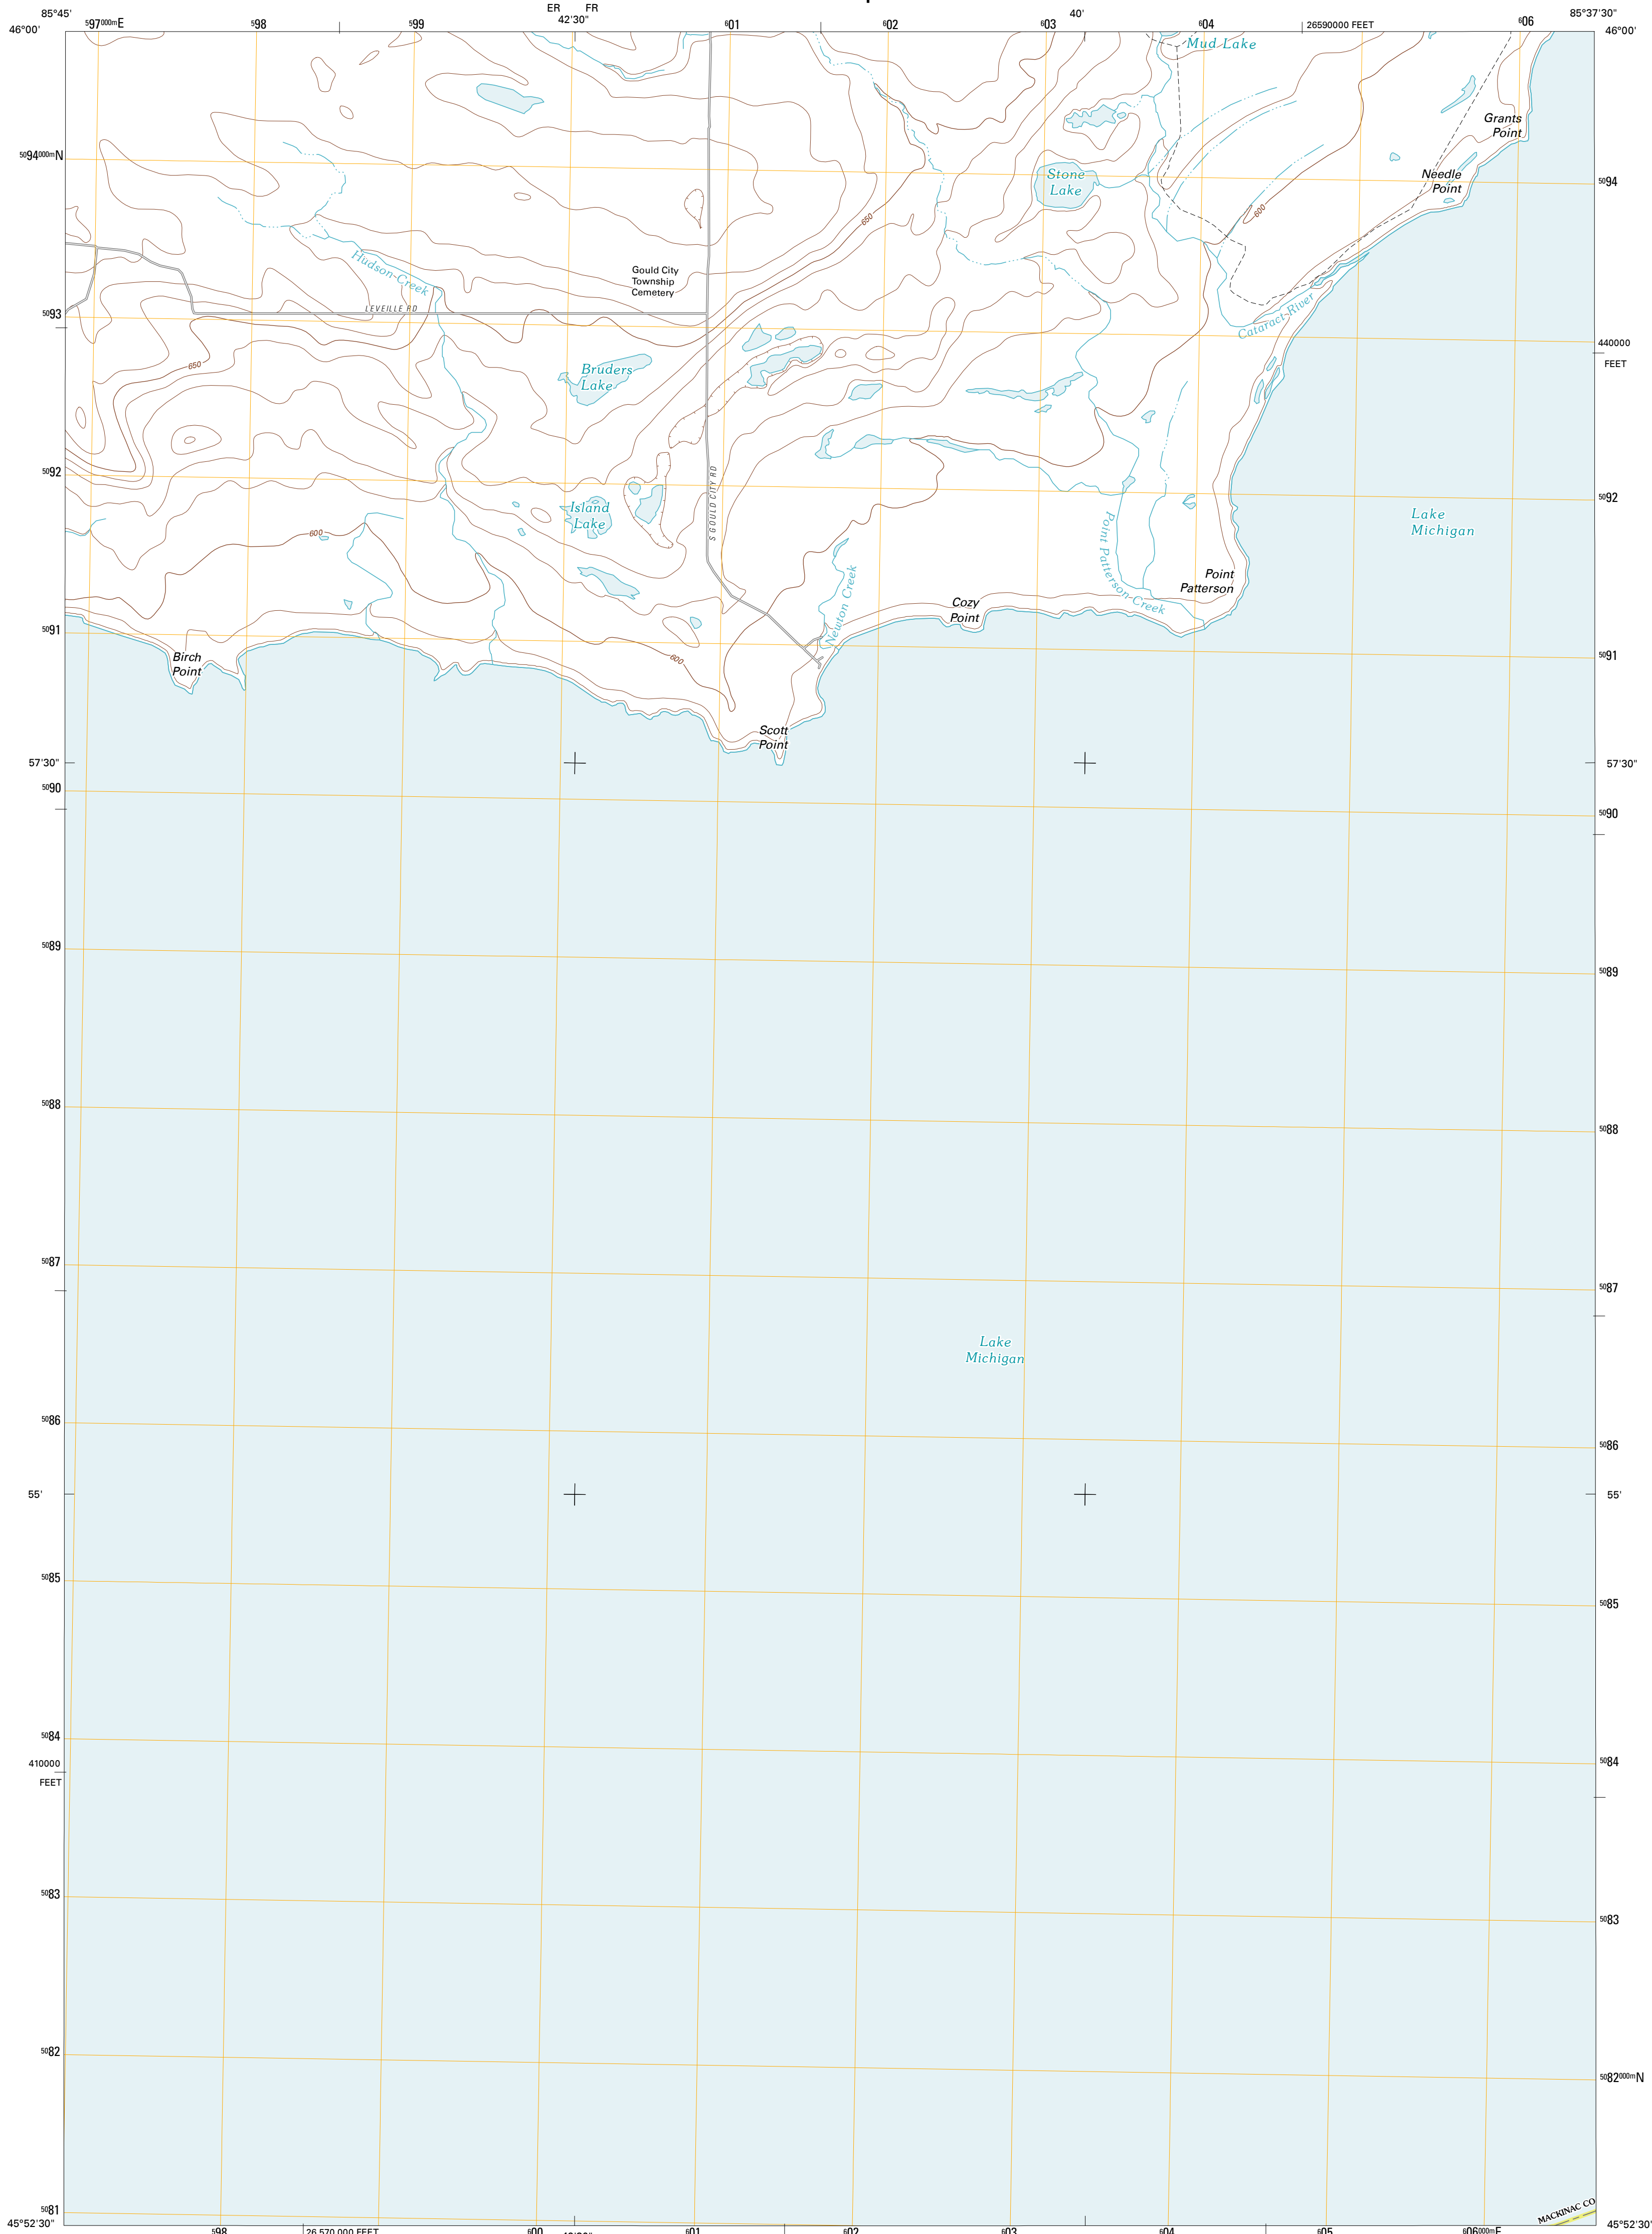 ER FR
85°45' 42'30" 40' 85°37'30"
⁵97⁰⁰⁰ᵐE ⁵98 ⁵99 ⁶01 ⁶02 ⁶03 ⁶04 26590000 FEET ⁶06
46°00' 46°00'
Mud Lake
Grants
Point
⁵⁰94⁰⁰⁰ᵐN
Stone
Lake
Needle
Point
⁵⁰94
600
650
Hudson Creek
Gould City
Township
Cemetery
LEVEILLE RD
Cataract River
⁵⁰93
440000
FEET
650
Bruders
Lake
⁵⁰92
S GOULD CITY RD
⁵⁰92
Island
Lake
Lake
Michigan
600
Point Patterson Creek
Point
Patterson
Newton Creek
Cozy
Point
⁵⁰91
600
⁵⁰91
Birch
Point
Scott
Point
57'30" 57'30"
⁵⁰90
⁵⁰90
⁵⁰89
⁵⁰89
⁵⁰88
⁵⁰88
⁵⁰87
⁵⁰87
Lake
Michigan
⁵⁰86
⁵⁰86
55' 55'
⁵⁰85
⁵⁰85
⁵⁰84
⁵⁰84
410000
FEET
⁵⁰83
⁵⁰83
⁵⁰82
⁵⁰82⁰⁰⁰ᵐN
⁵⁰81
MACKINAC CO
45°52'30" 45°52'30"
⁵98 26 570 000 FEET ⁶00 ⁶01 ⁶02 ⁶03 ⁶04 ⁶05 ⁶06⁰⁰⁰ᵐE